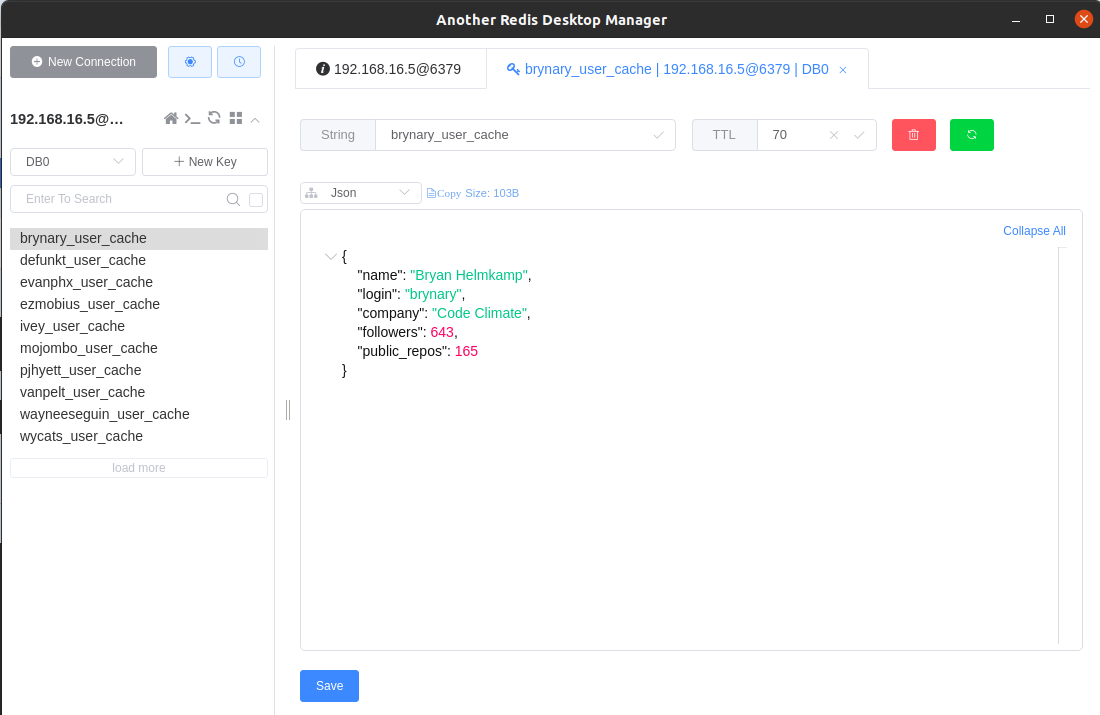 Another Redis Desktop Manager
New Connection
192.168.16.5@...
DB0
New Key
Enter To Search
brynary_user_cache
defunkt_user_cache
evanphx_user_cache
ezmobius_user_cache
ivey_user_cache
mojombo_user_cache
pjhyett_user_cache
vanpelt_user_cache
wayneeseguin_user_cache
wycats_user_cache
load more
192.168.16.5@6379
brynary_user_cache | 192.168.16.5@6379 | DB0 ×
String brynary_user_cache
TTL 70
Json
Copy Size: 103B
Collapse All
{
"name": "Bryan Helmkamp",
"login": "brynary",
"company": "Code Climate",
"followers": 643,
"public_repos": 165
}
Save